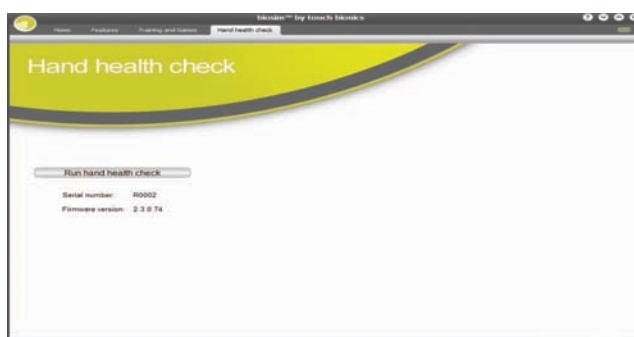 biosim™ by touch bionics
Home Features Training and Games Hand health check
Hand health check
Run hand health check
Serial number: R0002
Firmware version: 2.3.0.74